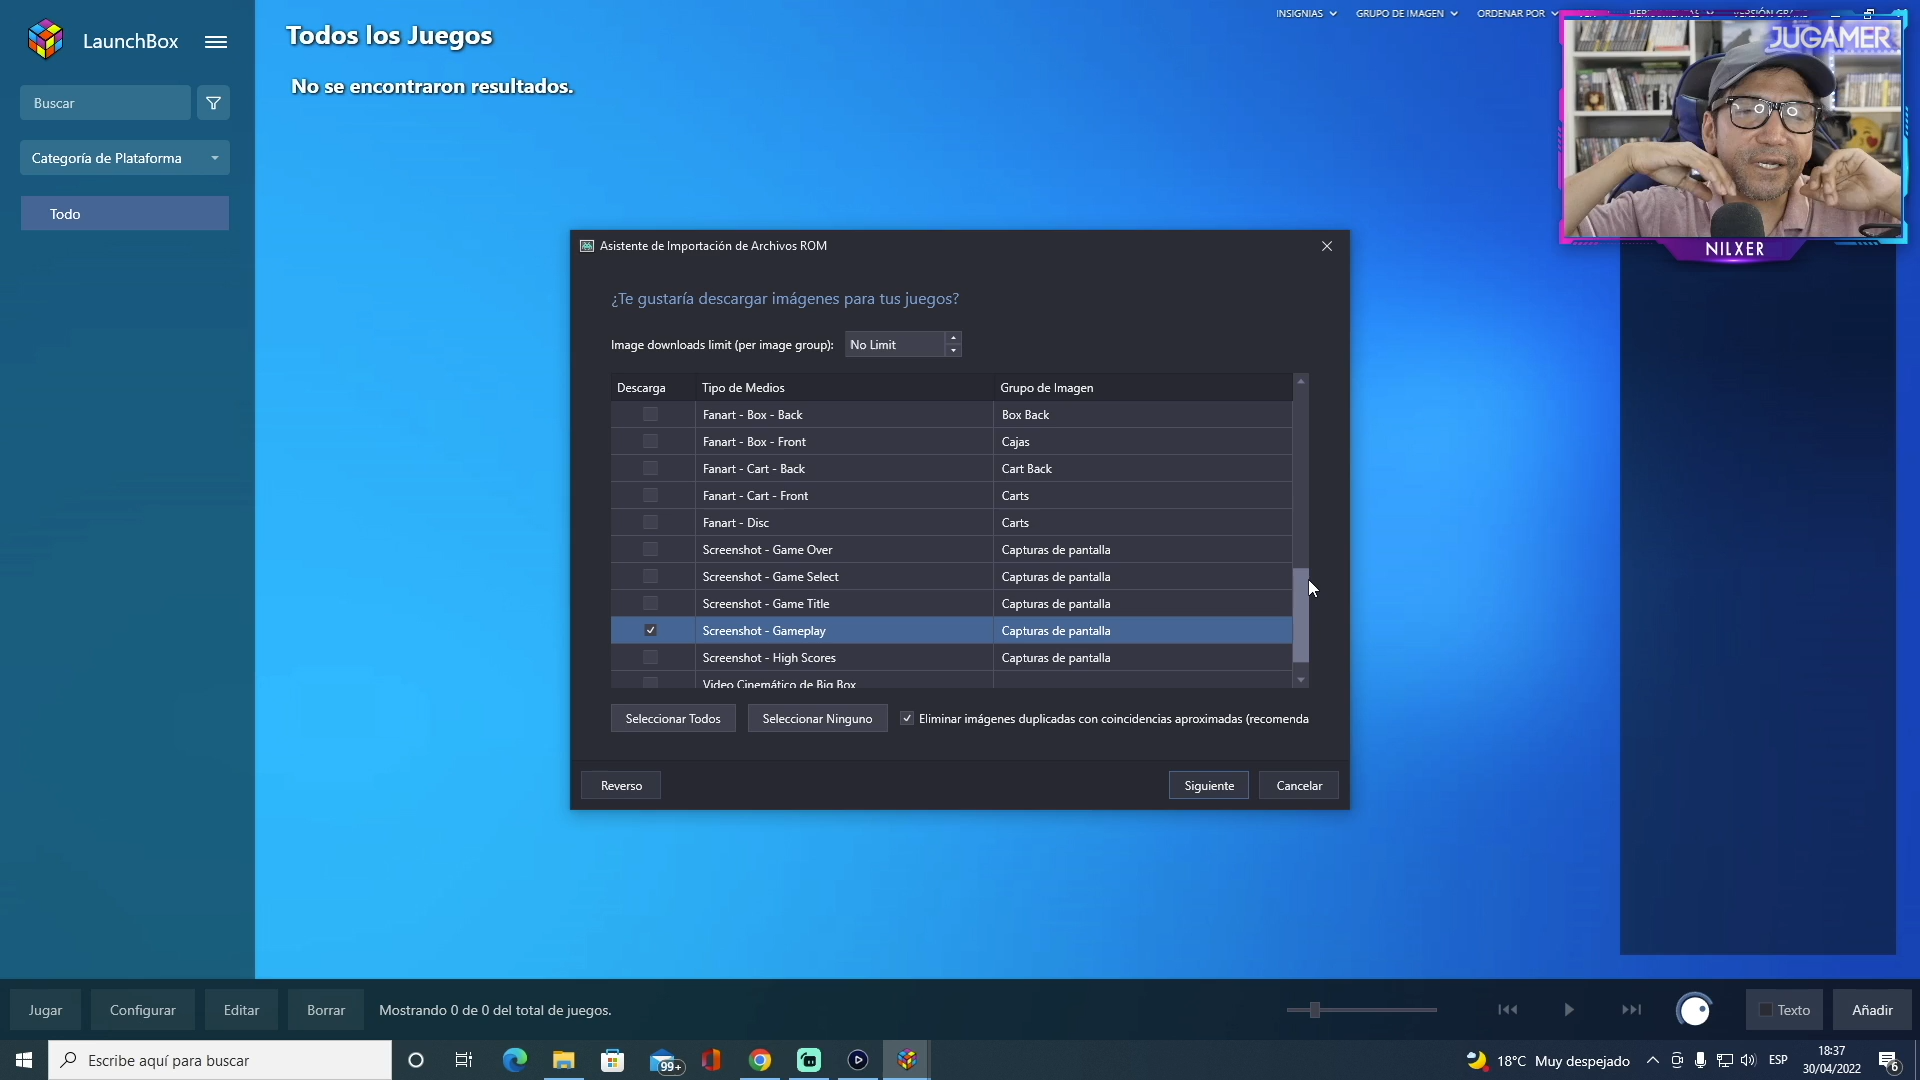 LaunchBox
Todos los Juegos
INSIGNIAS
GRUPO DE IMAGEN
ORDENAR POR
No se encontraron resultados.
Buscar
Categoría de Plataforma
Todo
JUGAMER
NILXER
Asistente de Importación de Archivos ROM
¿Te gustaría descargar imágenes para tus juegos?
Image downloads limit (per image group): No Limit
Descarga Tipo de Medios Grupo de Imagen
Fanart - Box - Back Box Back
Fanart - Box - Front Cajas
Fanart - Cart - Back Cart Back
Fanart - Cart - Front Carts
Fanart - Disc Carts
Screenshot - Game Over Capturas de pantalla
Screenshot - Game Select Capturas de pantalla
Screenshot - Game Title Capturas de pantalla
Screenshot - Gameplay Capturas de pantalla
Screenshot - High Scores Capturas de pantalla
Video Cinemático de Big Box
Seleccionar Todos Seleccionar Ninguno Eliminar imágenes duplicadas con coincidencias aproximadas (recomenda
Reverso Siguiente Cancelar
Jugar Configurar Editar Borrar Mostrando 0 de 0 del total de juegos. Texto Añadir
Escribe aquí para buscar
99+
18°C Muy despejado
ESP
18:37
30/04/2022
6